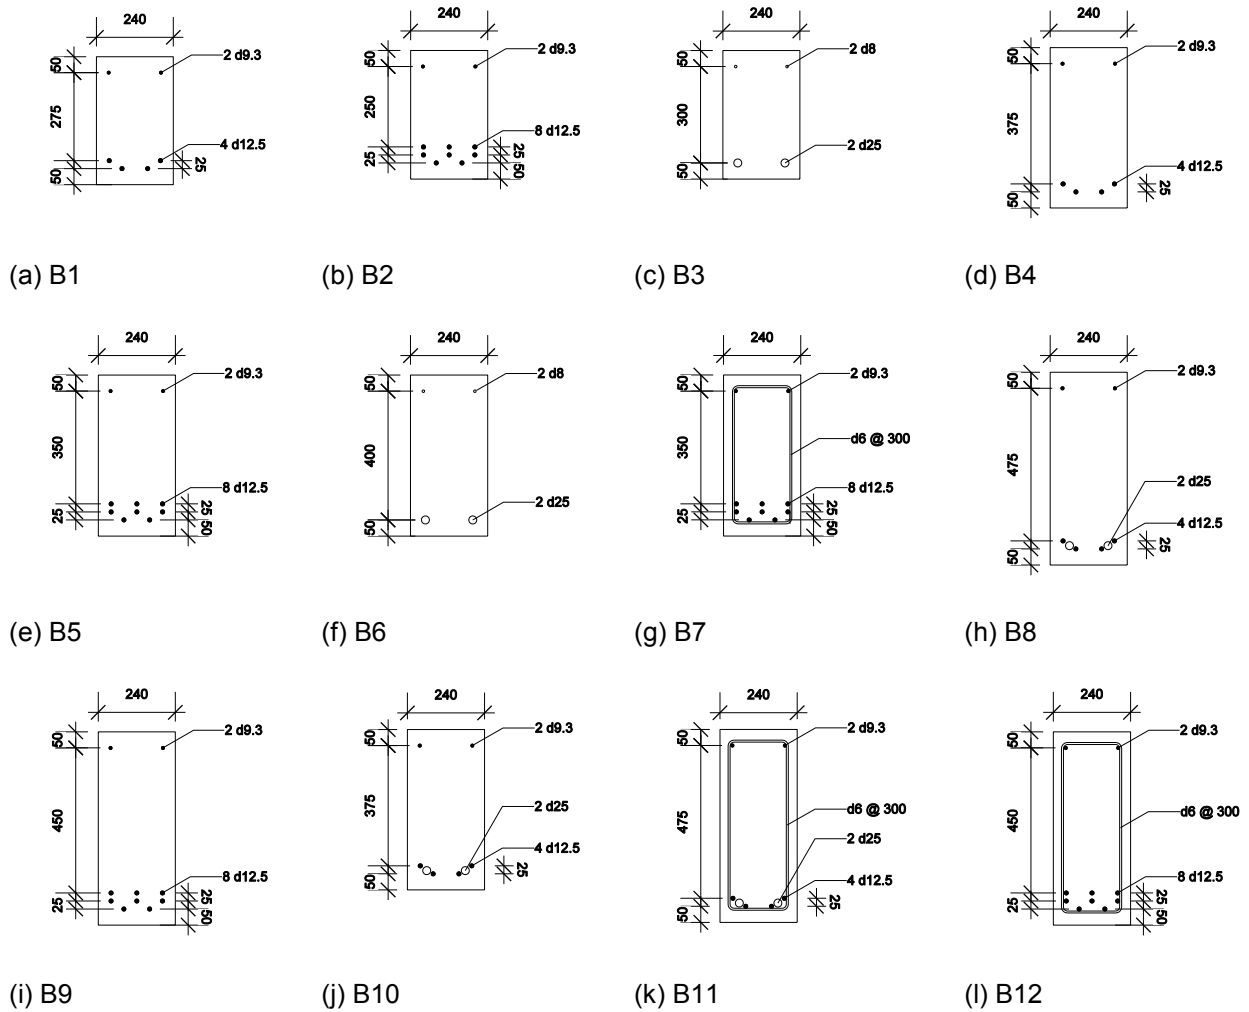 240
50
2 d9.3
275
4 d12.5
25
50
(a) B1
240
50
2 d9.3
250
8 d12.5
25
25
50
(b) B2
240
50
2 d8
300
2 d25
50
(c) B3
240
50
2 d9.3
375
4 d12.5
25
50
(d) B4
240
50
2 d9.3
350
8 d12.5
25
25
50
(e) B5
240
50
2 d8
400
2 d25
50
(f) B6
240
50
2 d9.3
d6 @ 300
350
8 d12.5
25
25
50
(g) B7
240
50
2 d9.3
475
2 d25
4 d12.5
25
50
(h) B8
240
50
2 d9.3
450
8 d12.5
25
25
50
(i) B9
240
50
2 d9.3
375
2 d25
4 d12.5
25
50
(j) B10
240
50
2 d9.3
475
d6 @ 300
2 d25
4 d12.5
25
50
(k) B11
240
50
2 d9.3
450
d6 @ 300
8 d12.5
25
25
50
(l) B12